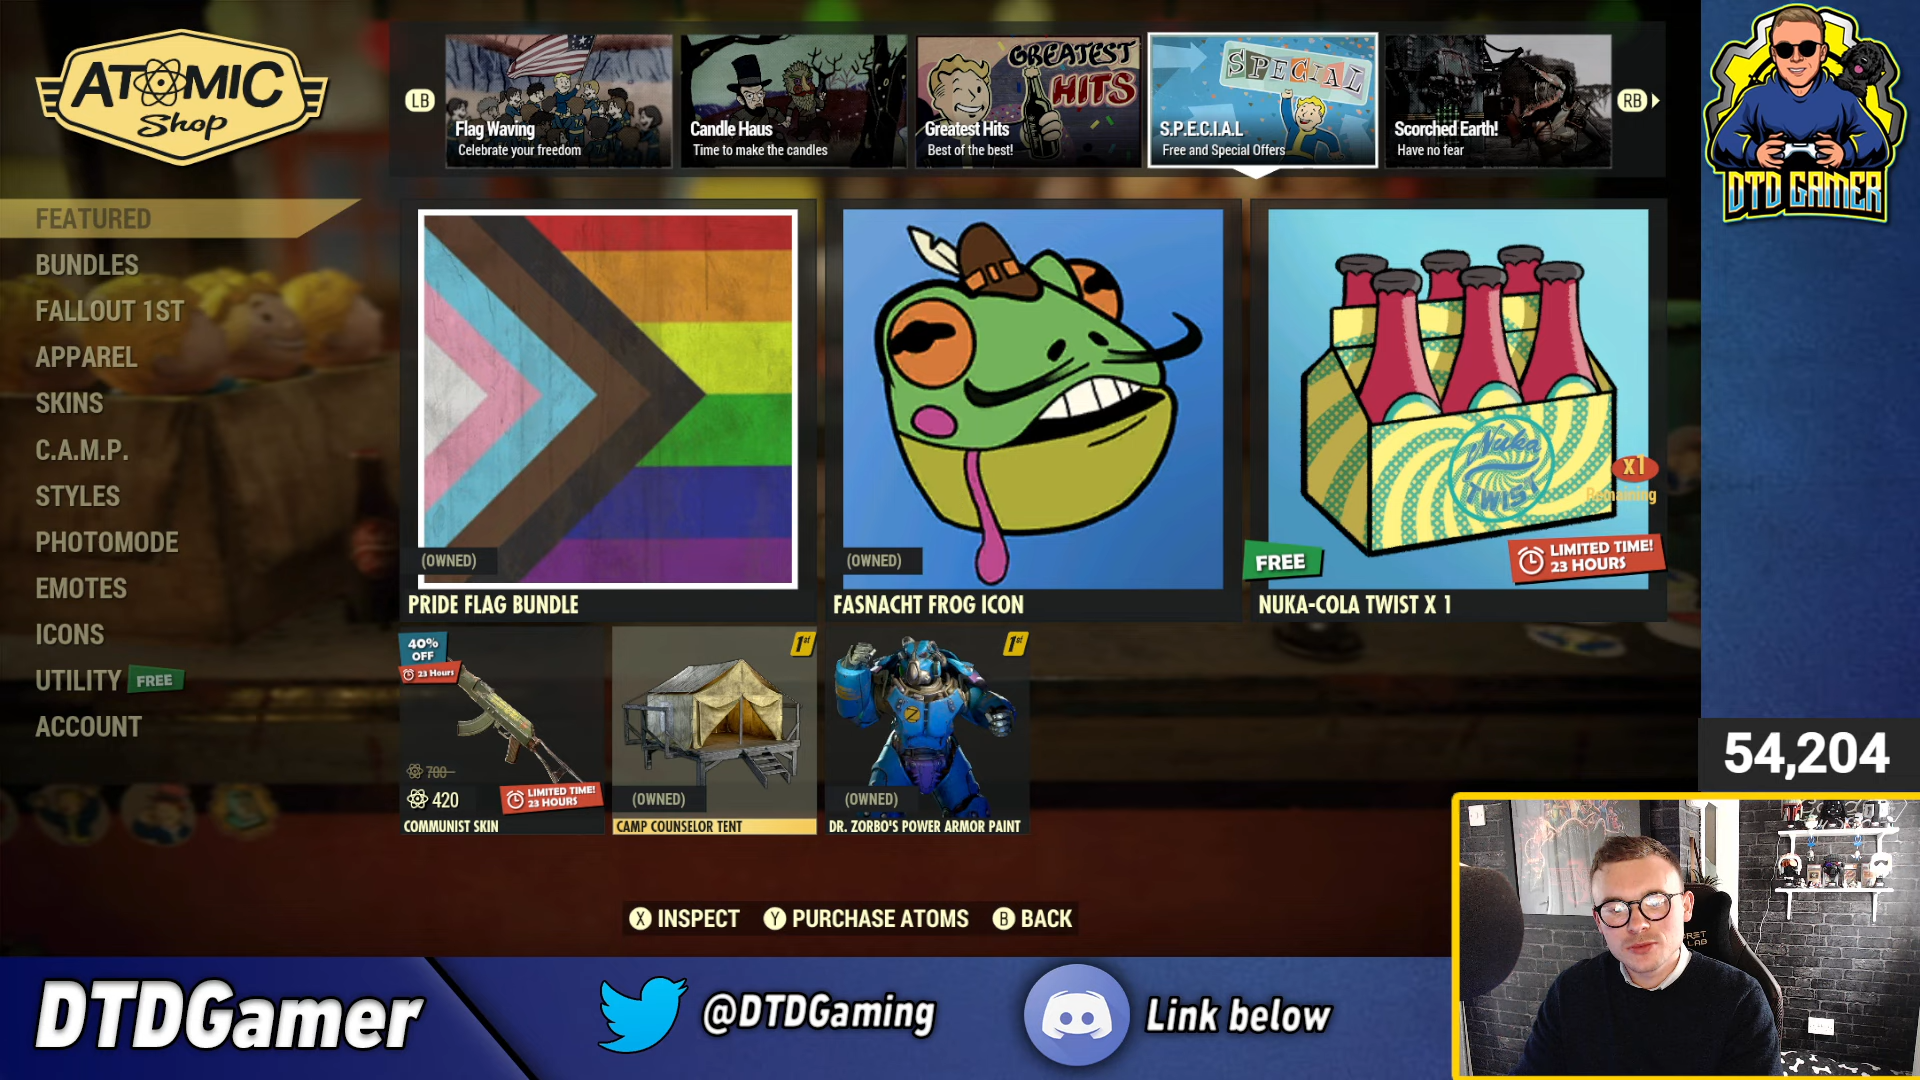 ATOMIC
Shop
LB
Flag Waving
Celebrate your freedom
Candle Haus
Time to make the candles
GREATEST
HITS
Greatest Hits
Best of the best!
SPECIAL
S.P.E.C.I.A.L
Free and Special Offers
Scorched Earth!
Have no fear
RB
DTD GAMER
FEATURED
BUNDLES
FALLOUT 1ST
APPAREL
SKINS
C.A.M.P.
STYLES
PHOTOMODE
EMOTES
ICONS
UTILITY FREE
ACCOUNT
(OWNED)
PRIDE FLAG BUNDLE
(OWNED)
FASNACHT FROG ICON
Nuka
TWIST
x1
Remaining
FREE
LIMITED TIME!
23 HOURS
NUKA-COLA TWIST X 1
40%
OFF
23 Hours
700
420
LIMITED TIME!
23 HOURS
COMMUNIST SKIN
1st
(OWNED)
CAMP COUNSELOR TENT
1st
(OWNED)
DR. ZORBO'S POWER ARMOR PAINT
X INSPECT
Y PURCHASE ATOMS
B BACK
54,204
DTDGamer
@DTDGaming
Link below